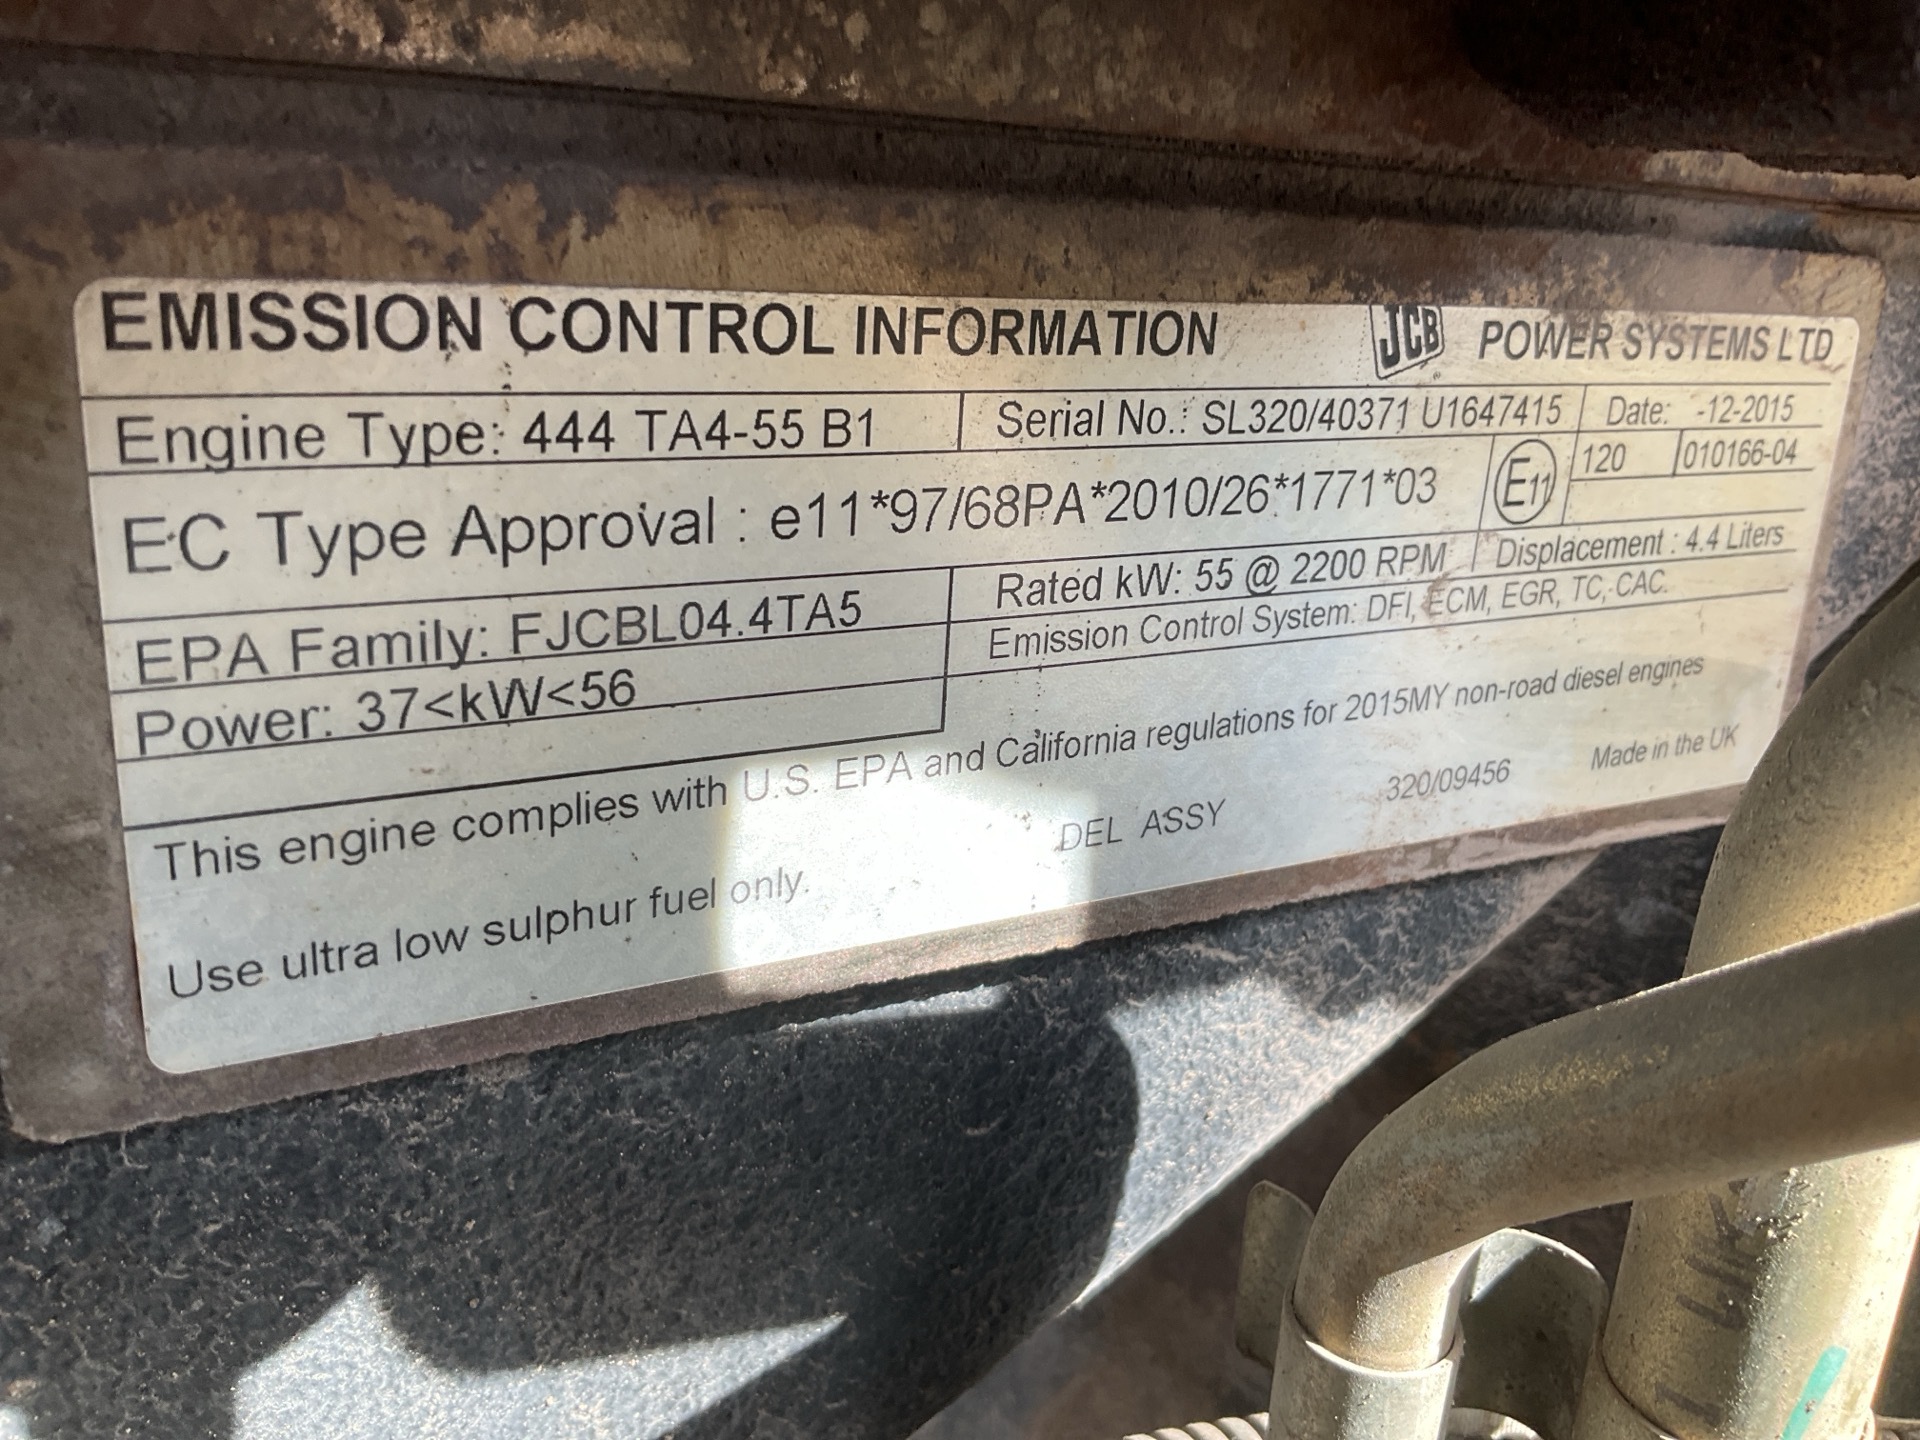 EMISSION CONTROL INFORMATION JCB POWER SYSTEMS LTD
Engine Type: 444 TA4-55 B1 Serial No.: SL320/40371 U1647415 Date: -12-2015
EC Type Approval : e11*97/68PA*2010/26*1771*03 E11 120 010166-04
EPA Family: FJCBL04.4TA5 Rated kW: 55 @ 2200 RPM Displacement : 4.4 Liters
Power: 37<kW<56 Emission Control System: DFI, ECM, EGR, TC, CAC.
This engine complies with U.S. EPA and California regulations for 2015MY non-road diesel engines
Use ultra low sulphur fuel only. DEL ASSY 320/09456 Made in the UK